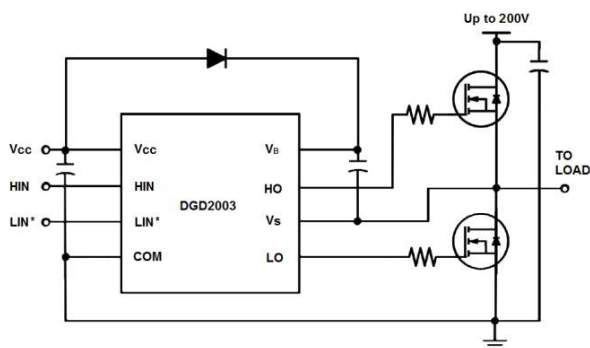 Up to 200V
Vcc
Vcc
VB
HIN
HIN
HO
TO
LOAD
DGD2003
LIN*
LIN*
Vs
COM
LO